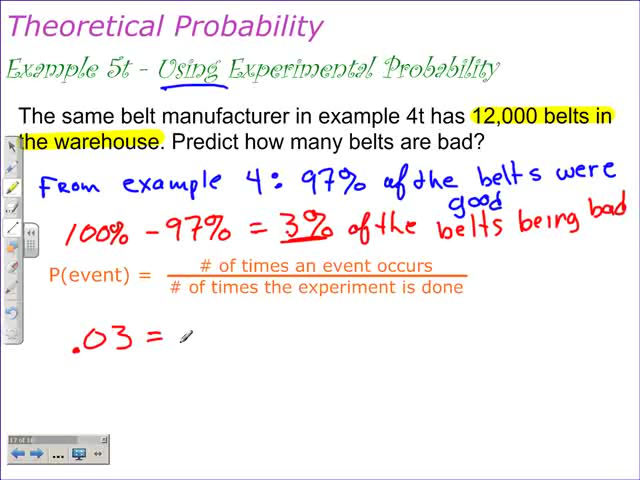 Theoretical Probability
Example 5t - Using Experimental Probability
The same belt manufacturer in example 4t has 12,000 belts in
the warehouse. Predict how many belts are bad?
From example 4: 97% of the belts were
good
100% - 97% = 3% of the belts being bad
P(event) = # of times an event occurs
# of times the experiment is done
.03 =
17 of 18
...